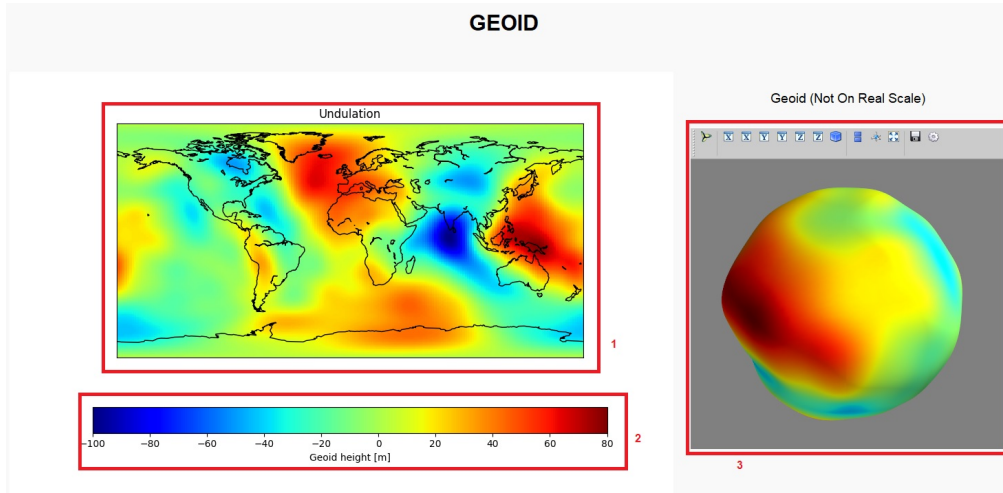 GEOID
Undulation
1
−100 −80 −60 −40 −20 0 20 40 60 80
Geoid height [m]
2
Geoid (Not On Real Scale)
X X Y Y Z Z
3